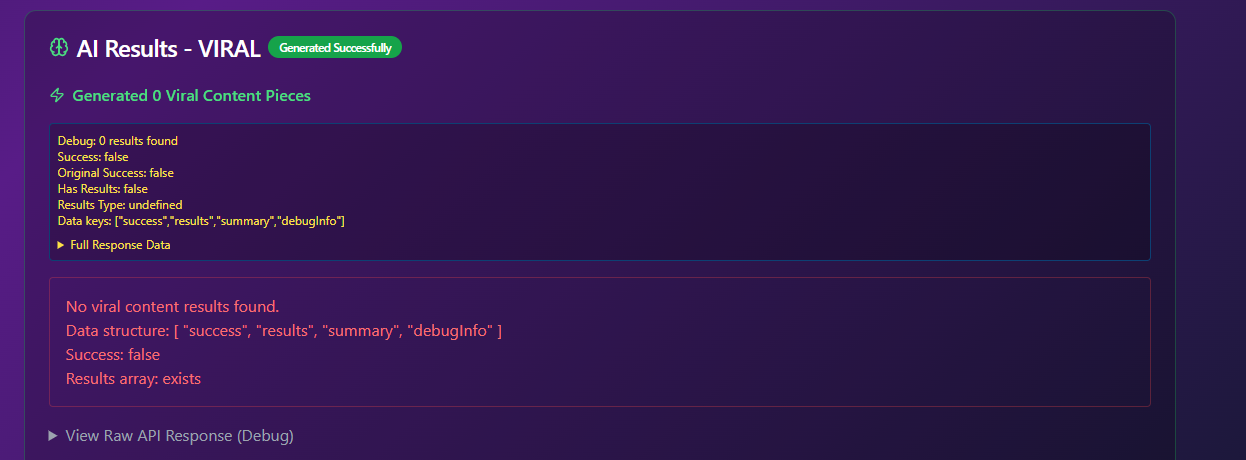 AI Results - VIRAL Generated Successfully
Generated 0 Viral Content Pieces
Debug: 0 results found
Success: false
Original Success: false
Has Results: false
Results Type: undefined
Data keys: ["success","results","summary","debugInfo"]
▶ Full Response Data
No viral content results found.
Data structure: [ "success", "results", "summary", "debugInfo" ]
Success: false
Results array: exists
▶ View Raw API Response (Debug)